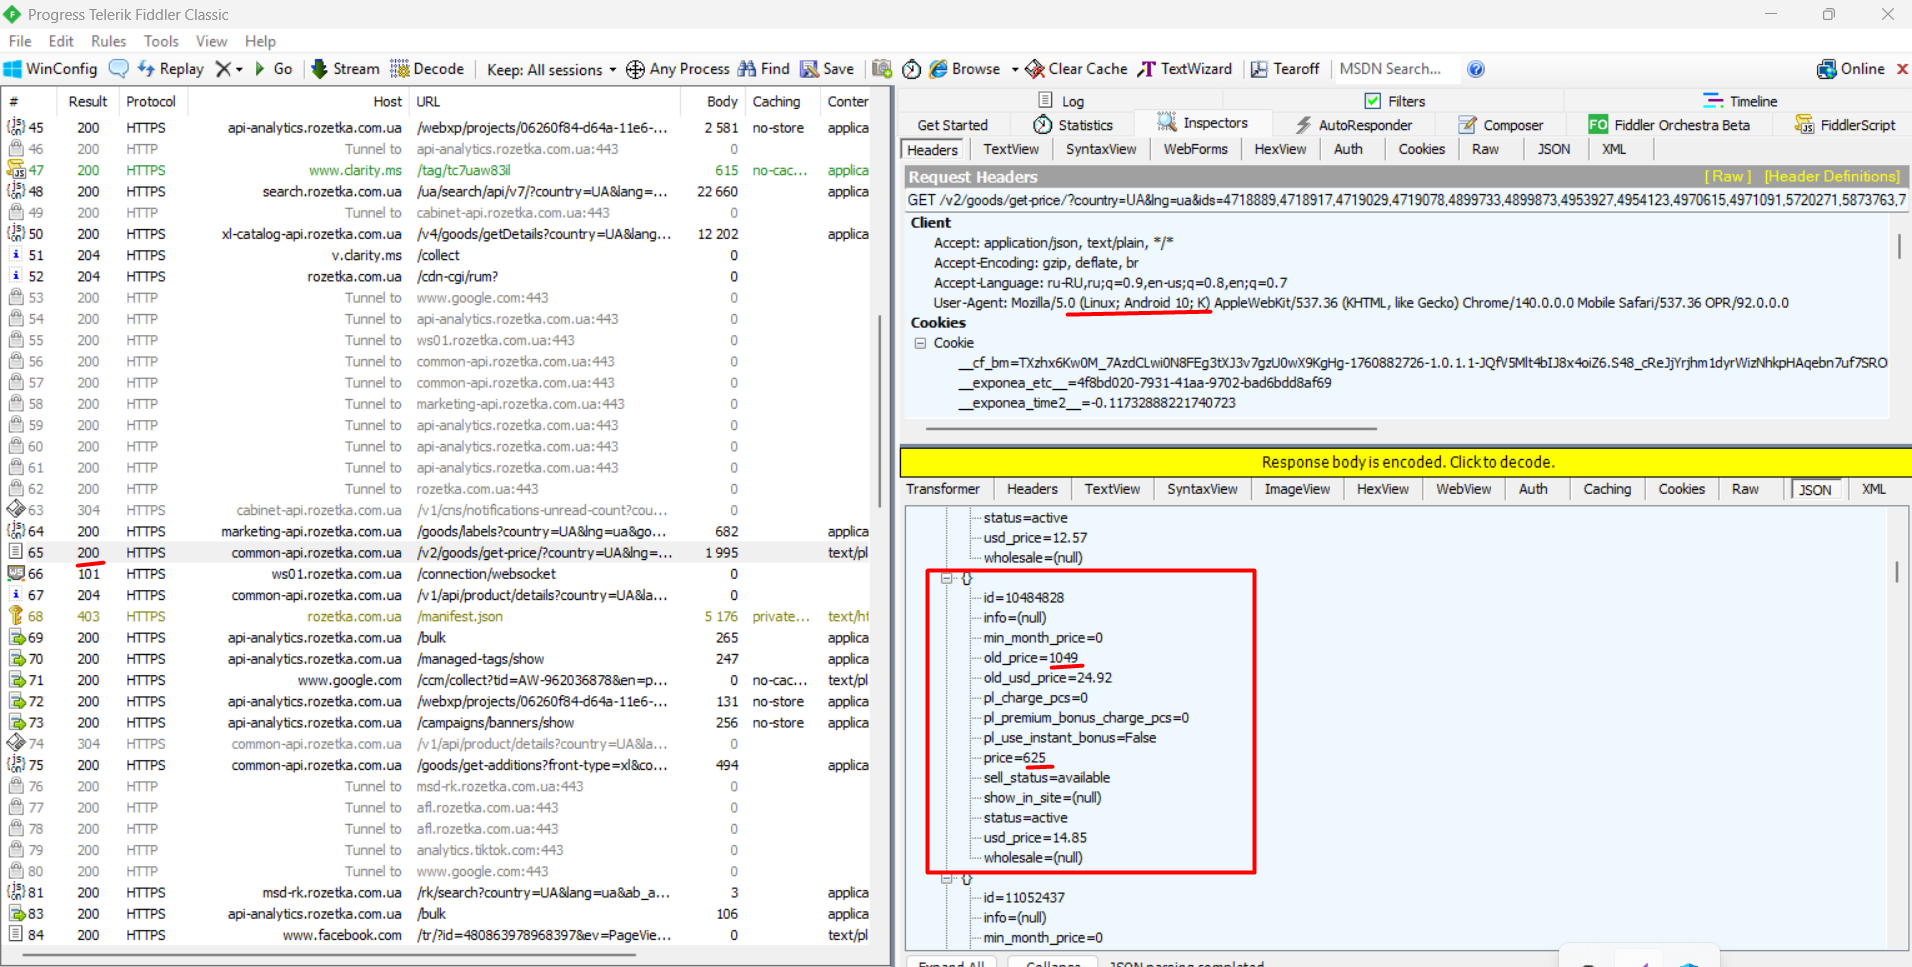 Progress Telerik Fiddler Classic
File Edit Rules Tools View Help
WinConfig Replay Go Stream Decode Keep: All sessions Any Process Find Save Browse Clear Cache TextWizard Tearoff MSDN Search... Online
# Result Protocol Host URL Body Caching Conter
45 200 HTTPS api-analytics.rozetka.com.ua /webxp/projects/06260f84-d64a-11e6-... 2 581 no-store applica
46 200 HTTP Tunnel to api-analytics.rozetka.com.ua:443 0
47 200 HTTPS www.clarity.ms /tag/tc7uaw83il 615 no-cac... applica
48 200 HTTPS search.rozetka.com.ua /ua/search/api/v7/?country=UA&lang=... 22 660 applica
49 200 HTTP Tunnel to cabinet-api.rozetka.com.ua:443 0
50 200 HTTPS xl-catalog-api.rozetka.com.ua /v4/goods/getDetails?country=UA&lang... 12 202 applica
51 204 HTTPS v.clarity.ms /collect 0
52 204 HTTPS rozetka.com.ua /cdn-cgi/rum? 0
53 200 HTTP Tunnel to www.google.com:443 0
54 200 HTTP Tunnel to api-analytics.rozetka.com.ua:443 0
55 200 HTTP Tunnel to ws01.rozetka.com.ua:443 0
56 200 HTTP Tunnel to common-api.rozetka.com.ua:443 0
57 200 HTTP Tunnel to common-api.rozetka.com.ua:443 0
58 200 HTTP Tunnel to marketing-api.rozetka.com.ua:443 0
59 200 HTTP Tunnel to api-analytics.rozetka.com.ua:443 0
60 200 HTTP Tunnel to api-analytics.rozetka.com.ua:443 0
61 200 HTTP Tunnel to api-analytics.rozetka.com.ua:443 0
62 200 HTTP Tunnel to rozetka.com.ua:443 0
63 304 HTTPS cabinet-api.rozetka.com.ua /v1/cns/notifications-unread-count?cou... 0
64 200 HTTPS marketing-api.rozetka.com.ua /goods/labels?country=UA&lng=ua&go... 682 applica
65 200 HTTPS common-api.rozetka.com.ua /v2/goods/get-price/?country=UA&lng=... 1 995 text/pl
66 101 HTTPS ws01.rozetka.com.ua /connection/websocket 0
67 204 HTTPS common-api.rozetka.com.ua /v1/api/product/details?country=UA&la... 0
68 403 HTTPS rozetka.com.ua /manifest.json 5 176 private... text/ht
69 200 HTTPS api-analytics.rozetka.com.ua /bulk 265 applica
70 200 HTTPS api-analytics.rozetka.com.ua /managed-tags/show 247 applica
71 200 HTTPS www.google.com /ccm/collect?tid=AW-962036878&en=p... 0 no-cac... text/pl
72 200 HTTPS api-analytics.rozetka.com.ua /webxp/projects/06260f84-d64a-11e6-... 131 no-store applica
73 200 HTTPS api-analytics.rozetka.com.ua /campaigns/banners/show 256 no-store applica
74 304 HTTPS common-api.rozetka.com.ua /v1/api/product/details?country=UA&la... 0
75 200 HTTPS common-api.rozetka.com.ua /goods/get-additions?front-type=xl&co... 494 applica
76 200 HTTP Tunnel to msd-rk.rozetka.com.ua:443 0
77 200 HTTP Tunnel to afl.rozetka.com.ua:443 0
78 200 HTTP Tunnel to afl.rozetka.com.ua:443 0
79 200 HTTP Tunnel to analytics.tiktok.com:443 0
80 200 HTTP Tunnel to www.google.com:443 0
81 200 HTTPS msd-rk.rozetka.com.ua /rk/search?country=UA&lang=ua&ab_a... 3 applica
83 200 HTTPS api-analytics.rozetka.com.ua /bulk 106 applica
84 200 HTTPS www.facebook.com /tr/?id=480863978968397&ev=PageVie... 0 text/pl
Log Filters Timeline
Get Started Statistics Inspectors AutoResponder Composer FO Fiddler Orchestra Beta FiddlerScript
Headers TextView SyntaxView WebForms HexView Auth Cookies Raw JSON XML
Request Headers [ Raw ] [Header Definitions]
GET /v2/goods/get-price/?country=UA&lng=ua&ids=4718889,4718917,4719029,4719078,4899733,4899873,4953927,4954123,4970615,4971091,5720271,5873763,7
Client
Accept: application/json, text/plain, */*
Accept-Encoding: gzip, deflate, br
Accept-Language: ru-RU,ru;q=0.9,en-us;q=0.8,en;q=0.7
User-Agent: Mozilla/5.0 (Linux; Android 10; K) AppleWebKit/537.36 (KHTML, like Gecko) Chrome/140.0.0.0 Mobile Safari/537.36 OPR/92.0.0.0
Cookies
Cookie
__cf_bm=TXzhx6Kw0M_7AzdCLwi0N8FEg3tXJ3v7gzU0wX9KgHg-1760882726-1.0.1.1-JQfV5Mlt4bIJ8x4oiZ6.S48_cReJjYrjhm1dyrWizNhkpHAqebn7uf7SRO
__exponea_etc__=4f8bd020-7931-41aa-9702-bad6bdd8af69
__exponea_time2__=-0.11732888221740723
Response body is encoded. Click to decode.
Transformer Headers TextView SyntaxView ImageView HexView WebView Auth Caching Cookies Raw JSON XML
status=active
usd_price=12.57
wholesale=(null)
{}
id=10484828
info=(null)
min_month_price=0
old_price=1049
old_usd_price=24.92
pl_charge_pcs=0
pl_premium_bonus_charge_pcs=0
pl_use_instant_bonus=False
price=625
sell_status=available
show_in_site=(null)
status=active
usd_price=14.85
wholesale=(null)
{}
id=11052437
info=(null)
min_month_price=0
Expand All Collapse JSON parsing completed.